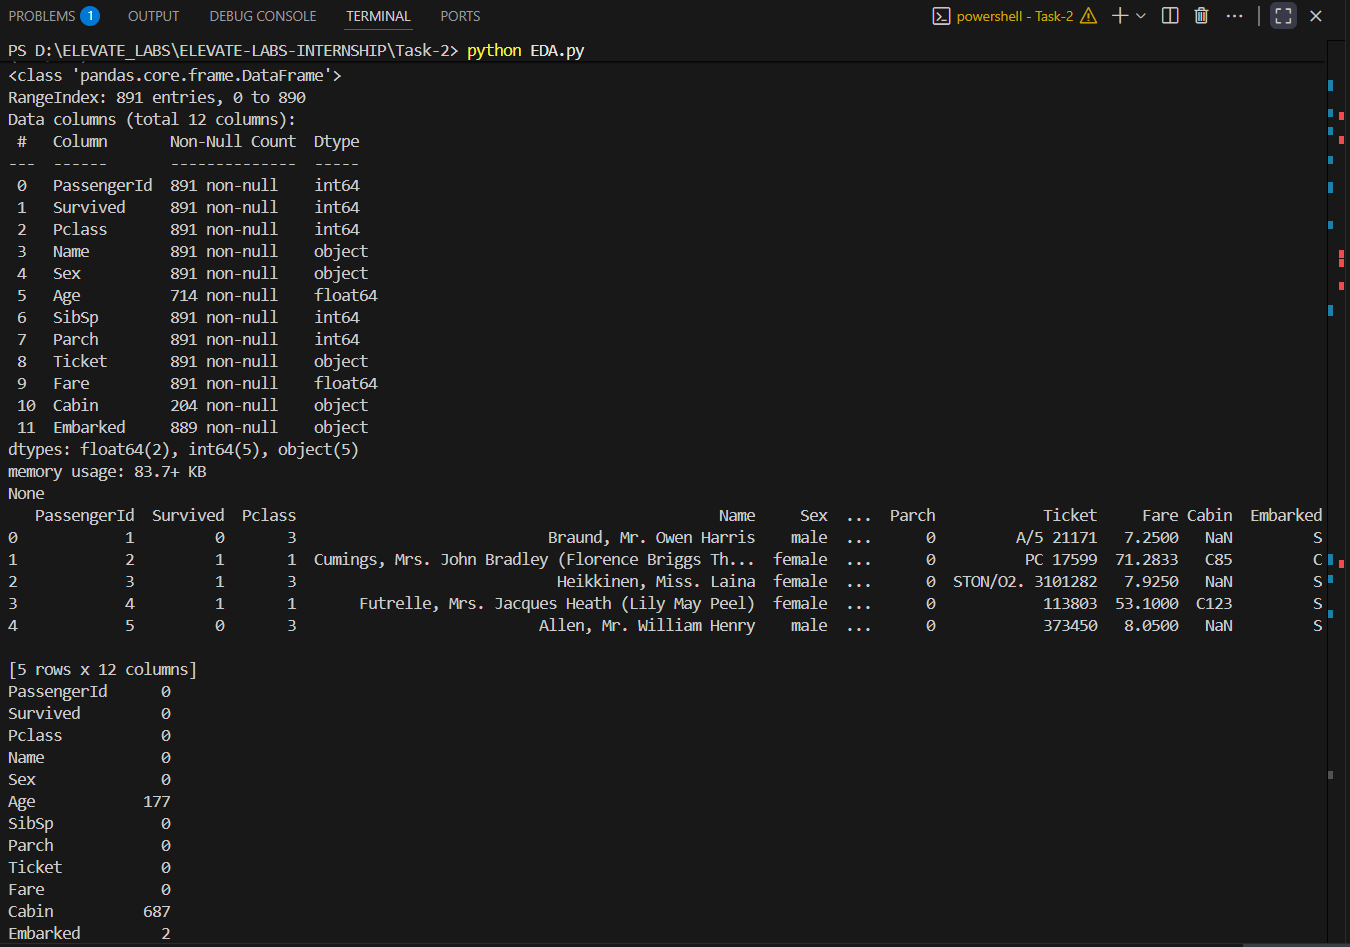 PROBLEMS 1 OUTPUT DEBUG CONSOLE TERMINAL PORTS powershell - Task-2
PS D:\ELEVATE_LABS\ELEVATE-LABS-INTERNSHIP\Task-2> python EDA.py
<class 'pandas.core.frame.DataFrame'>
RangeIndex: 891 entries, 0 to 890
Data columns (total 12 columns):
 #   Column       Non-Null Count  Dtype
---  ------       --------------  -----
 0   PassengerId  891 non-null    int64
 1   Survived     891 non-null    int64
 2   Pclass       891 non-null    int64
 3   Name         891 non-null    object
 4   Sex          891 non-null    object
 5   Age          714 non-null    float64
 6   SibSp        891 non-null    int64
 7   Parch        891 non-null    int64
 8   Ticket       891 non-null    object
 9   Fare         891 non-null    float64
 10  Cabin        204 non-null    object
 11  Embarked     889 non-null    object
dtypes: float64(2), int64(5), object(5)
memory usage: 83.7+ KB
None
   PassengerId  Survived  Pclass                                               Name     Sex  ...  Parch            Ticket     Fare Cabin  Embarked
0            1         0       3                            Braund, Mr. Owen Harris    male  ...      0         A/5 21171   7.2500   NaN         S
1            2         1       1  Cumings, Mrs. John Bradley (Florence Briggs Th...  female  ...      0          PC 17599  71.2833   C85         C
2            3         1       3                             Heikkinen, Miss. Laina  female  ...      0  STON/O2. 3101282   7.9250   NaN         S
3            4         1       1       Futrelle, Mrs. Jacques Heath (Lily May Peel)  female  ...      0            113803  53.1000  C123         S
4            5         0       3                           Allen, Mr. William Henry    male  ...      0            373450   8.0500   NaN         S
[5 rows x 12 columns]
PassengerId      0
Survived         0
Pclass           0
Name             0
Sex              0
Age            177
SibSp            0
Parch            0
Ticket           0
Fare             0
Cabin          687
Embarked         2